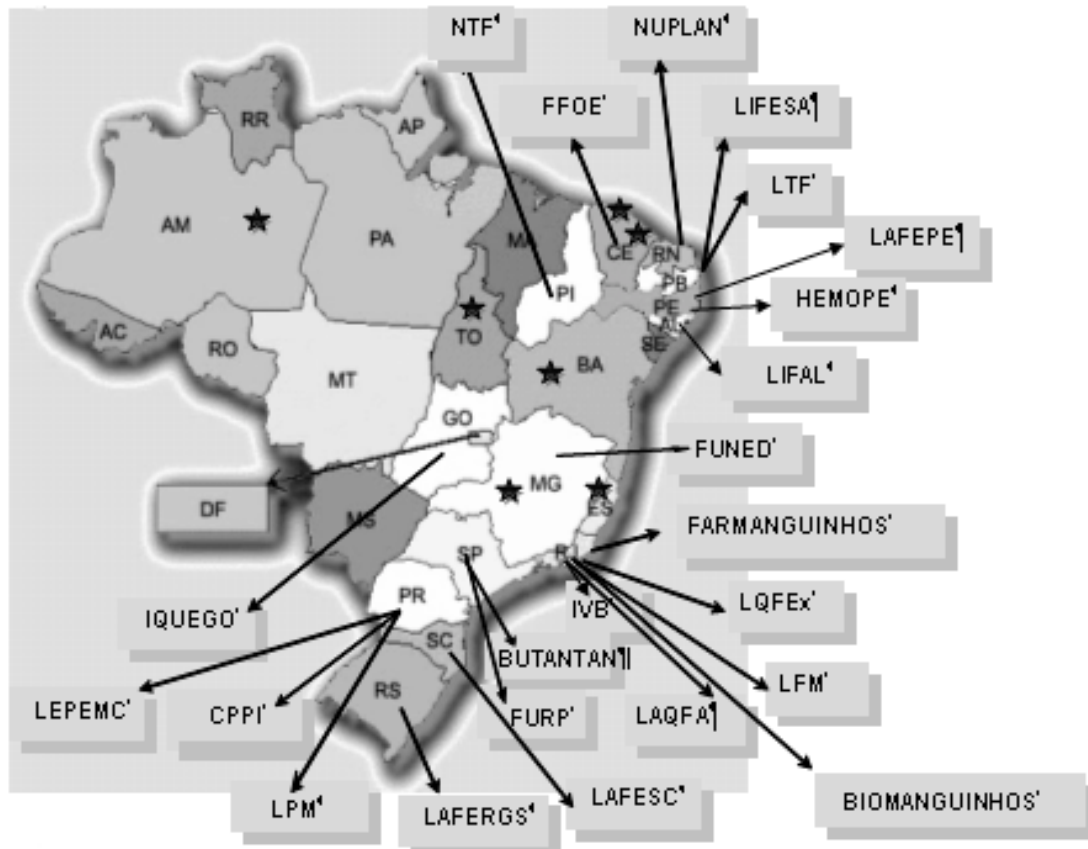 NTF¶
NUPLAN¶
FFOE'
LIFESA¶
AP
RR
LTF'
AM
PA
MA
CE
RN
LAFEPE¶
PB
PI
PE
HEMOPE¶
AL
AC
TO
SE
RO
BA
MT
LIFAL¶
GO
FUNED'
MG
DF
MS
ES
FARMANGUINHOS'
SP
PR
IVB'
LQFEx'
IQUEGO'
SC
BUTANTAN¶
LFM'
RS
LEPEMC'
CPPI'
FURP'
LAQFA¶
LPM¶
LAFERGS¶
LAFESC¶
BIOMANGUINHOS'